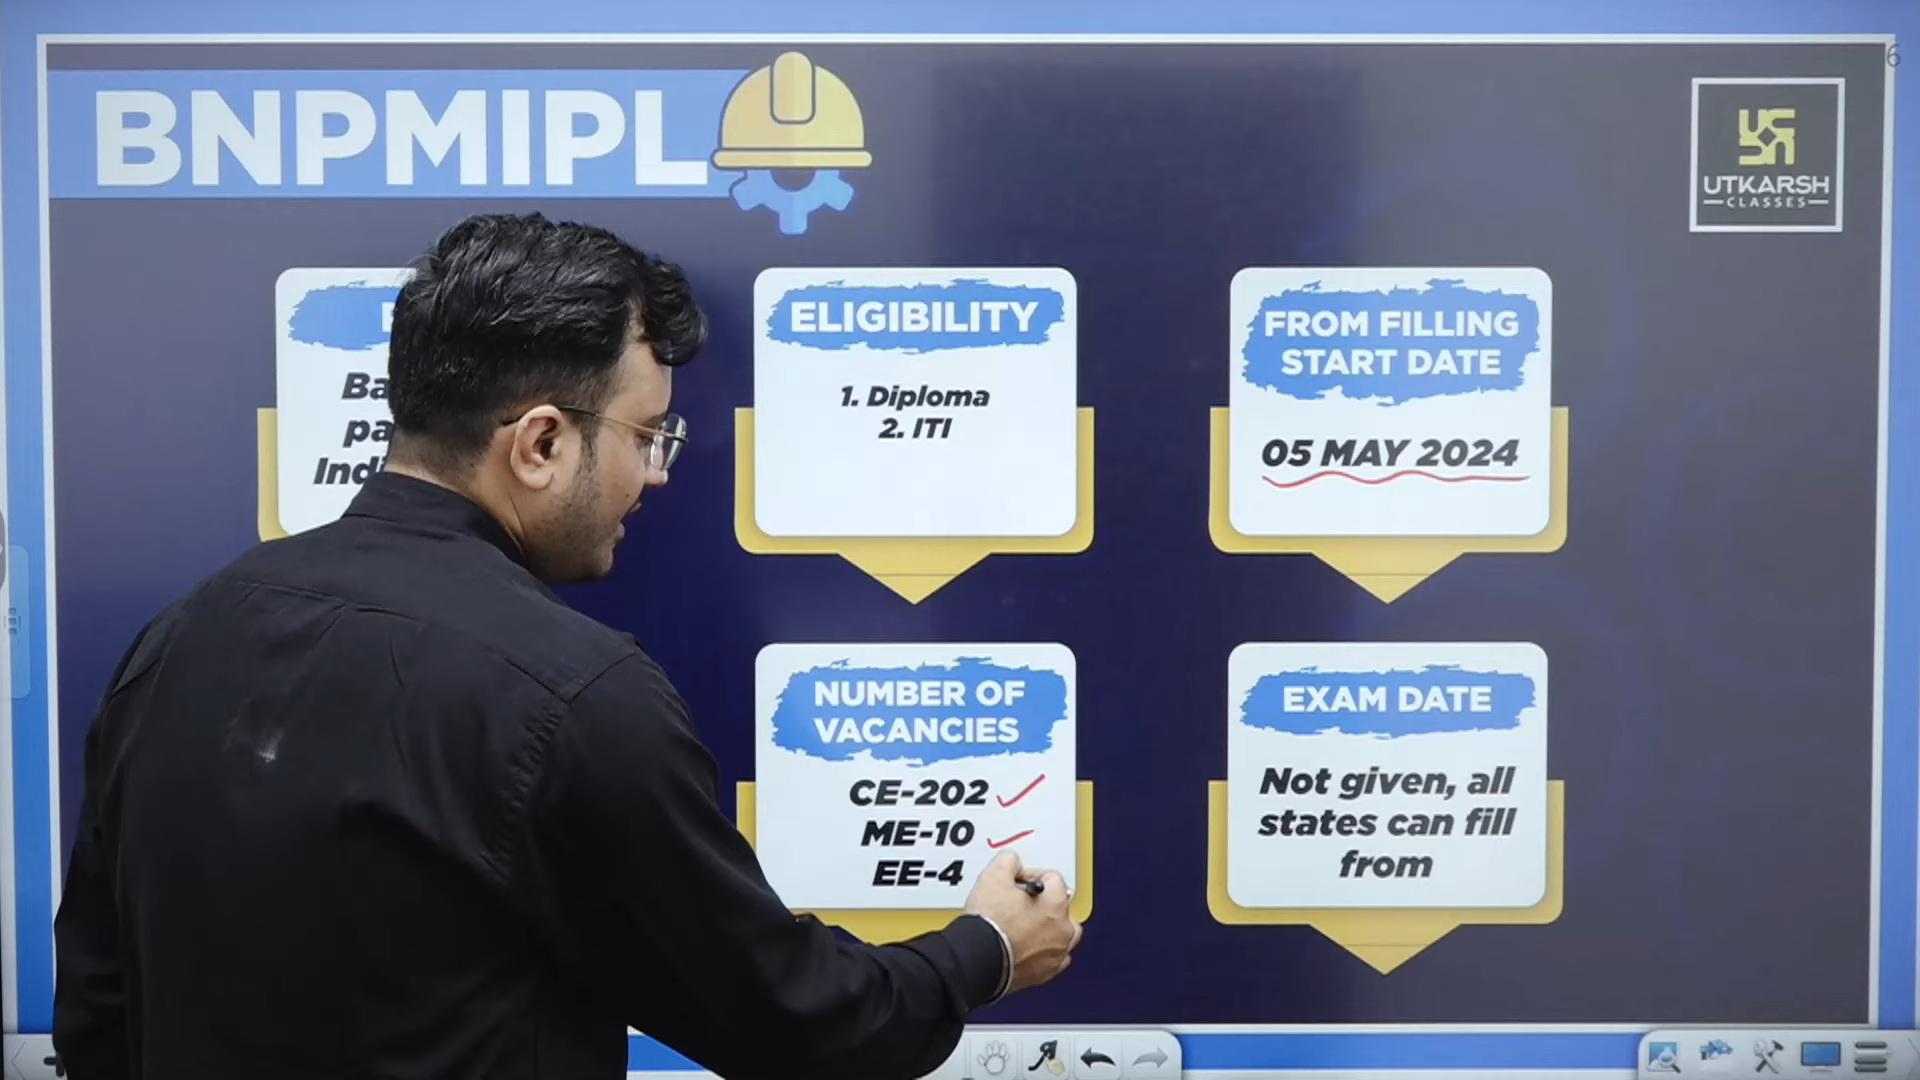 6
BNPMIPL
UTKARSH
CLASSES
ELIGIBILITY
1. Diploma
2. ITI
FROM FILLING
START DATE
05 MAY 2024
NUMBER OF
VACANCIES
CE-202
ME-10
EE-4
EXAM DATE
Not given, all
states can fill
from